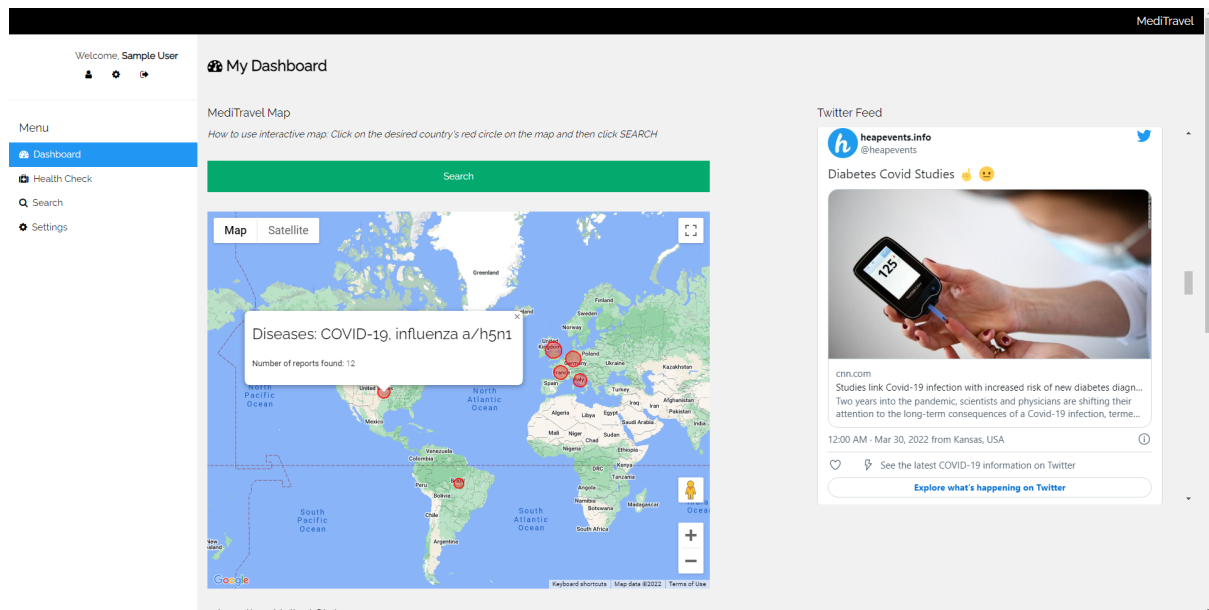 MediTravel
Welcome, Sample User
Menu
Dashboard
Health Check
Search
Settings
My Dashboard
MediTravel Map
How to use interactive map: Click on the desired country's red circle on the map and then click SEARCH
Search
Map
Satellite
Greenland
Diseases: COVID-19, influenza a/h5n1
Number of reports found: 12
Finland
Sweden
Norway
United
Kingdom
Poland
Germany
Ukraine
Kazakhstan
France
Italy
Spain
Turkey
Afghanistan
Iraq
Iran
Pakistan
Algeria
Libya
Egypt
Saudi Arabia
India
Mali
Niger
Sudan
Chad
Nigeria
Ethiopia
DRC
Kenya
Tanzania
Angola
Namibia
Botswana
Madagascar
South Africa
North
Pacific
Ocean
North
Atlantic
Ocean
Mexico
Venezuela
Colombia
Peru
Brazil
Bolivia
Chile
Argentina
South
Pacific
Ocean
South
Atlantic
Ocean
Google
Keyboard shortcuts
Map data ©2022
Terms of Use
Twitter Feed
heapevents.info
@heapevents
Diabetes Covid Studies ☝️ 😐
125
cnn.com
Studies link Covid-19 infection with increased risk of new diabetes diagn...
Two years into the pandemic, scientists and physicians are shifting their
attention to the long-term consequences of a Covid-19 infection, terme...
12:00 AM · Mar 30, 2022 from Kansas, USA
See the latest COVID-19 information on Twitter
Explore what's happening on Twitter